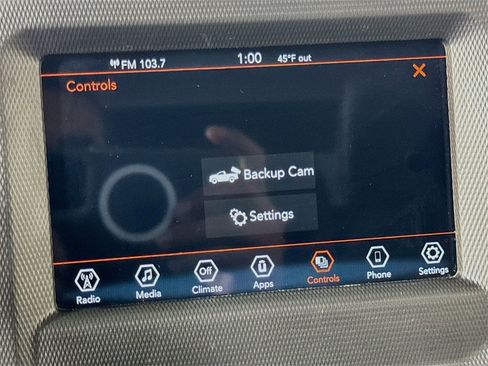 FM 103.7 1:00 45°F out
Controls
Backup Cam
Settings
Off
Radio Media Climate Apps Controls Phone Settings